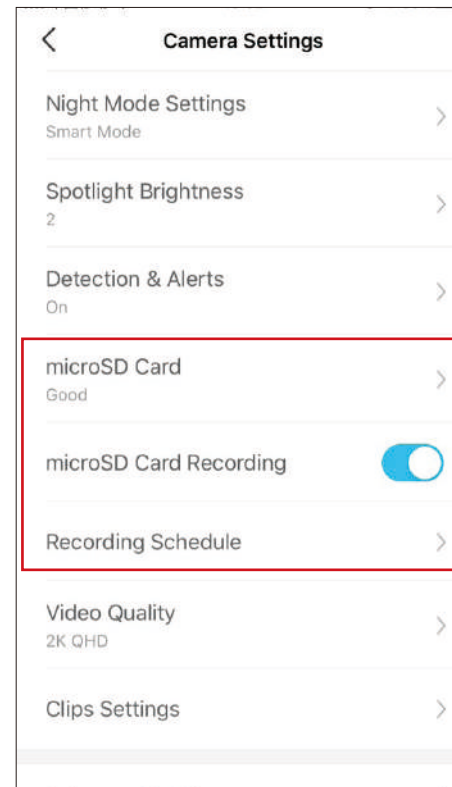 Camera Settings
Night Mode Settings
Smart Mode
Spotlight Brightness
2
Detection & Alerts
On
microSD Card
Good
microSD Card Recording
Recording Schedule
Video Quality
2K QHD
Clips Settings